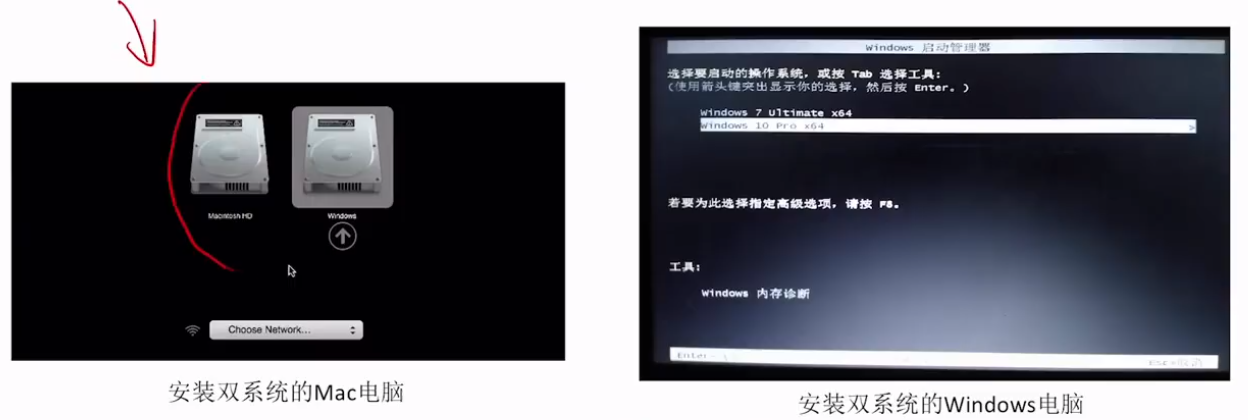 Macintosh HD
Windows
Choose Network...
安装双系统的Mac电脑
Windows 启动管理器
选择要启动的操作系统，或按 Tab 选择工具:
(使用箭头键突出显示你的选择，然后按 Enter。)
Windows 7 Ultimate x64
Windows 10 Pro x64
若要为此选择指定高级选项，请按 F8。
工具:
Windows 内存诊断
Enter
安装双系统的Windows电脑